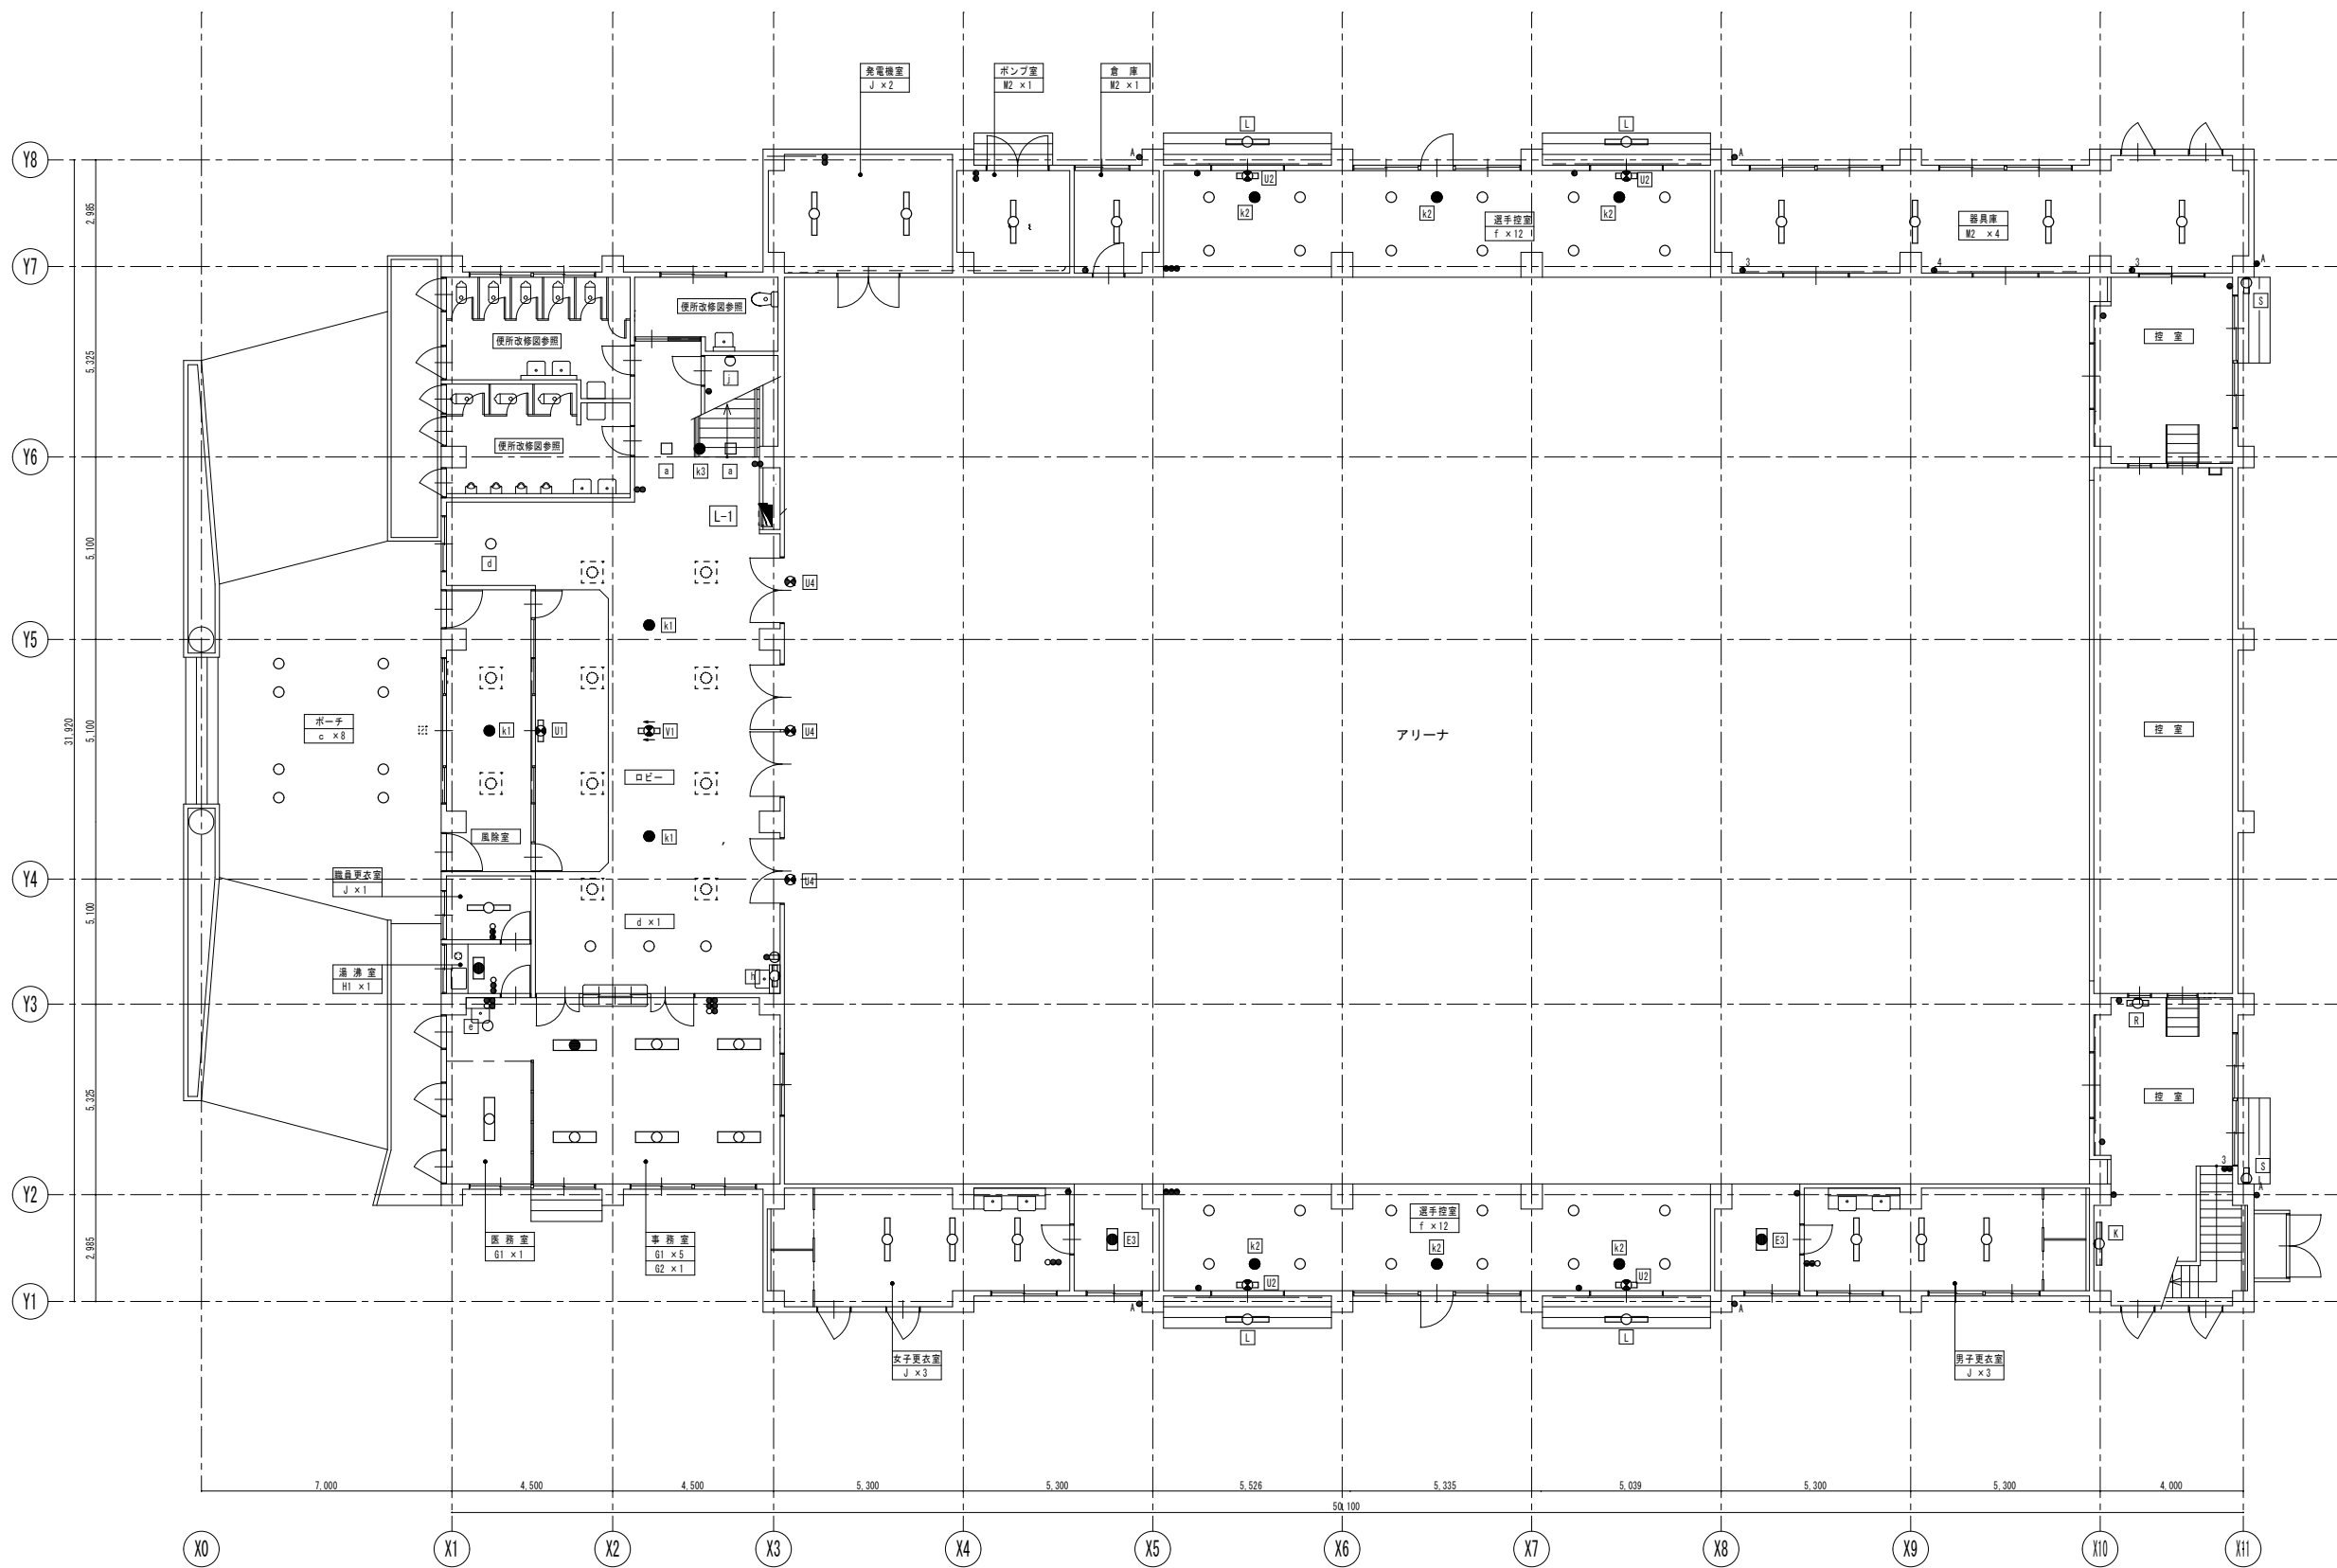 発電機室
J ×2
ポンプ室
M2 ×1
倉 庫
M2 ×1
L
L
Y8
A
A
U2
U2
k2
k2
k2
選手控室
f ×12
器具庫
M2 ×4
2,985
Y7
3
4
3
A
S
便所改修図参照
便所改修図参照
控 室
5,325
j
便所改修図参照
Y6
a
k3
a
L-1
5,100
d
U4
k1
Y5
31,920
5,100
ポーチ
c ×8
k1
U1
V1
U4
アリーナ
控 室
ロビー
風除室
k1
Y4
職員更衣室
J ×1
U4
5,100
d ×1
湯 沸 室
H1 ×1
h
Y3
e
R
5,325
控 室
3
S
A
Y2
医 務 室
G1 ×1
事 務 室
G1 ×5
G2 ×1
選手控室
f ×12
E3
k2
k2
k2
E3
K
2,985
U2
U2
Y1
A
A
L
L
女子更衣室
J ×3
男子更衣室
J ×3
7,000
4,500
4,500
5,300
5,300
5,526
5,335
5,039
5,300
5,300
4,000
50,100
X0
X1
X2
X3
X4
X5
X6
X7
X8
X9
X10
X11